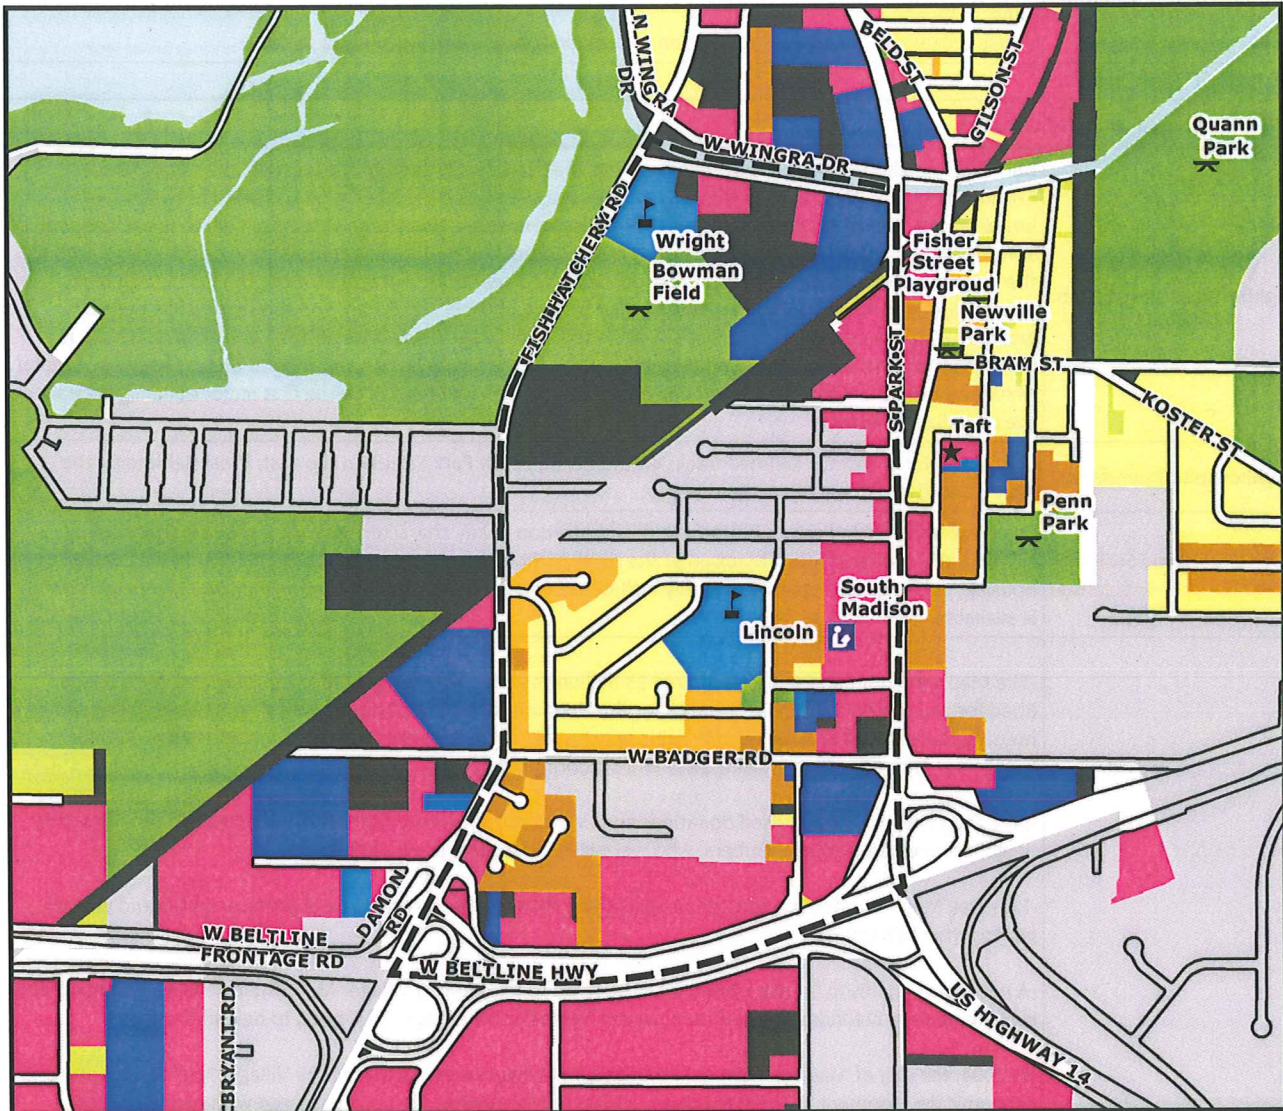 N WINGRA
DR
BELD ST
GILSON ST
Quann
Park
W WINGRA DR
FISH HATCHERY RD
Wright
Bowman
Field
Fisher
Street
Playgroud
Newville
Park
S PARK ST
BRAM ST
KOSTER ST
Taft
Penn
Park
South
Madison
Lincoln
W BADGER RD
DAMON
RD
W BELTLINE
FRONTAGE RD
W BELTLINE HWY
US HIGHWAY 14
CBRYANT RD